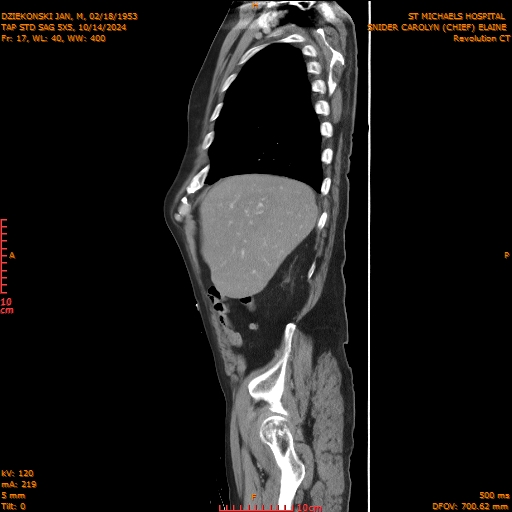 DZIEKONSKI JAN, M, 02/18/1953
TAP STD SAG 5X5, 10/14/2024
Fr: 17, WL: 40, WW: 400
ST MICHAELS HOSPITAL
SNIDER CAROLYN (CHIEF) ELAINE
Revolution CT
H
A
P
10
cm
kV: 120
mA: 219
5 mm
Tilt: 0
F
10cm
500 ms
DFOV: 700.62 mm